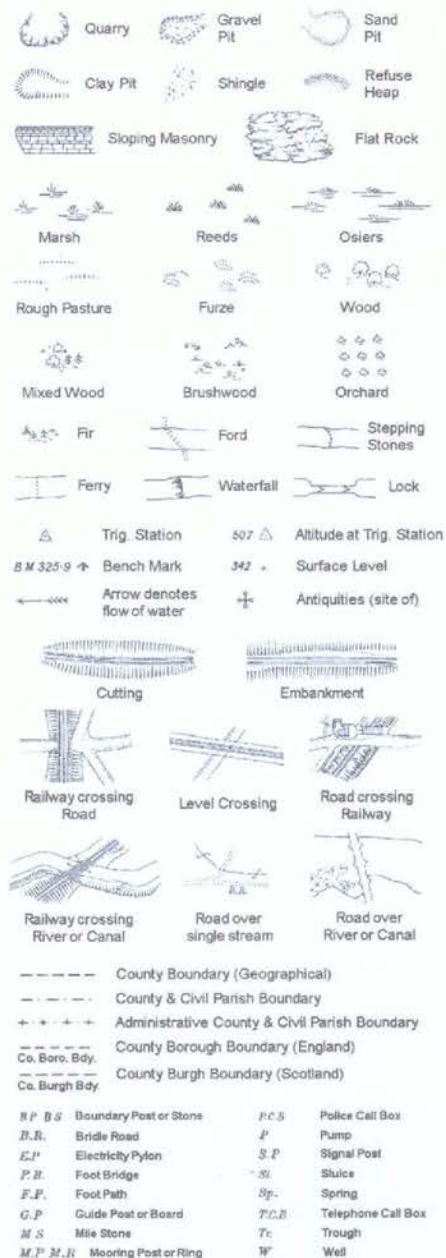 Quarry
Gravel Pit
Sand Pit
Clay Pit
Shingle
Refuse Heap
Sloping Masonry
Flat Rock
Marsh
Reeds
Osiers
Rough Pasture
Furze
Wood
Mixed Wood
Brushwood
Orchard
Fir
Ford
Stepping Stones
Ferry
Waterfall
Lock
Trig. Station
507 Altitude at Trig. Station
B M 325·9 Bench Mark
342 . Surface Level
Arrow denotes flow of water
Antiquities (site of)
Cutting
Embankment
Railway crossing Road
Level Crossing
Road crossing Railway
Railway crossing River or Canal
Road over single stream
Road over River or Canal
County Boundary (Geographical)
County & Civil Parish Boundary
Administrative County & Civil Parish Boundary
Co. Boro. Bdy. County Borough Boundary (England)
Co. Burgh Bdy. County Burgh Boundary (Scotland)
B P B S Boundary Post or Stone
P.C.B Police Call Box
B.R. Bridle Road
P Pump
E.P Electricity Pylon
S.P Signal Post
F.B. Foot Bridge
Sl. Sluice
F.P. Foot Path
Sp. Spring
G.P Guide Post or Board
T.C.B Telephone Call Box
M S Mile Stone
Tr. Trough
M.P M.R Mooring Post or Ring
W Well